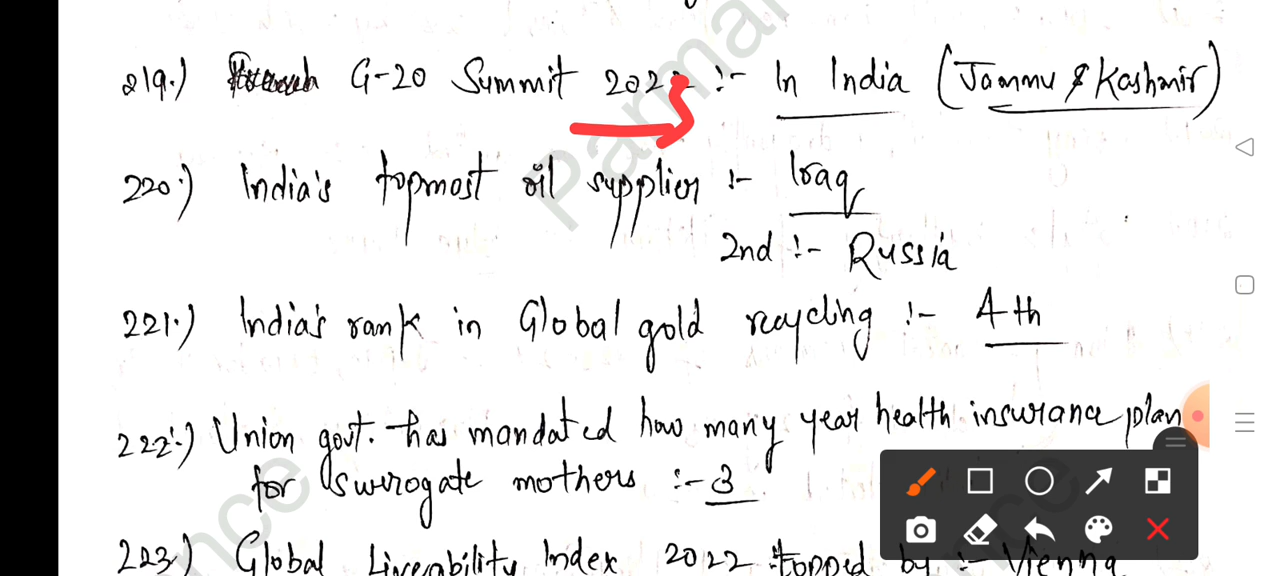 219.) G-20 Summit 202 :- In India (Jammu & Kashmir)
220.) India's topmost oil supplier :- Iraq
2nd :- Russia
221.) India's rank in Global gold recycling :- 4th
222.) Union govt. has mandated how many year health insurance plan
for surrogate mothers :- 3
223.) Global Liveability Index 2022 topped by :- Vienna